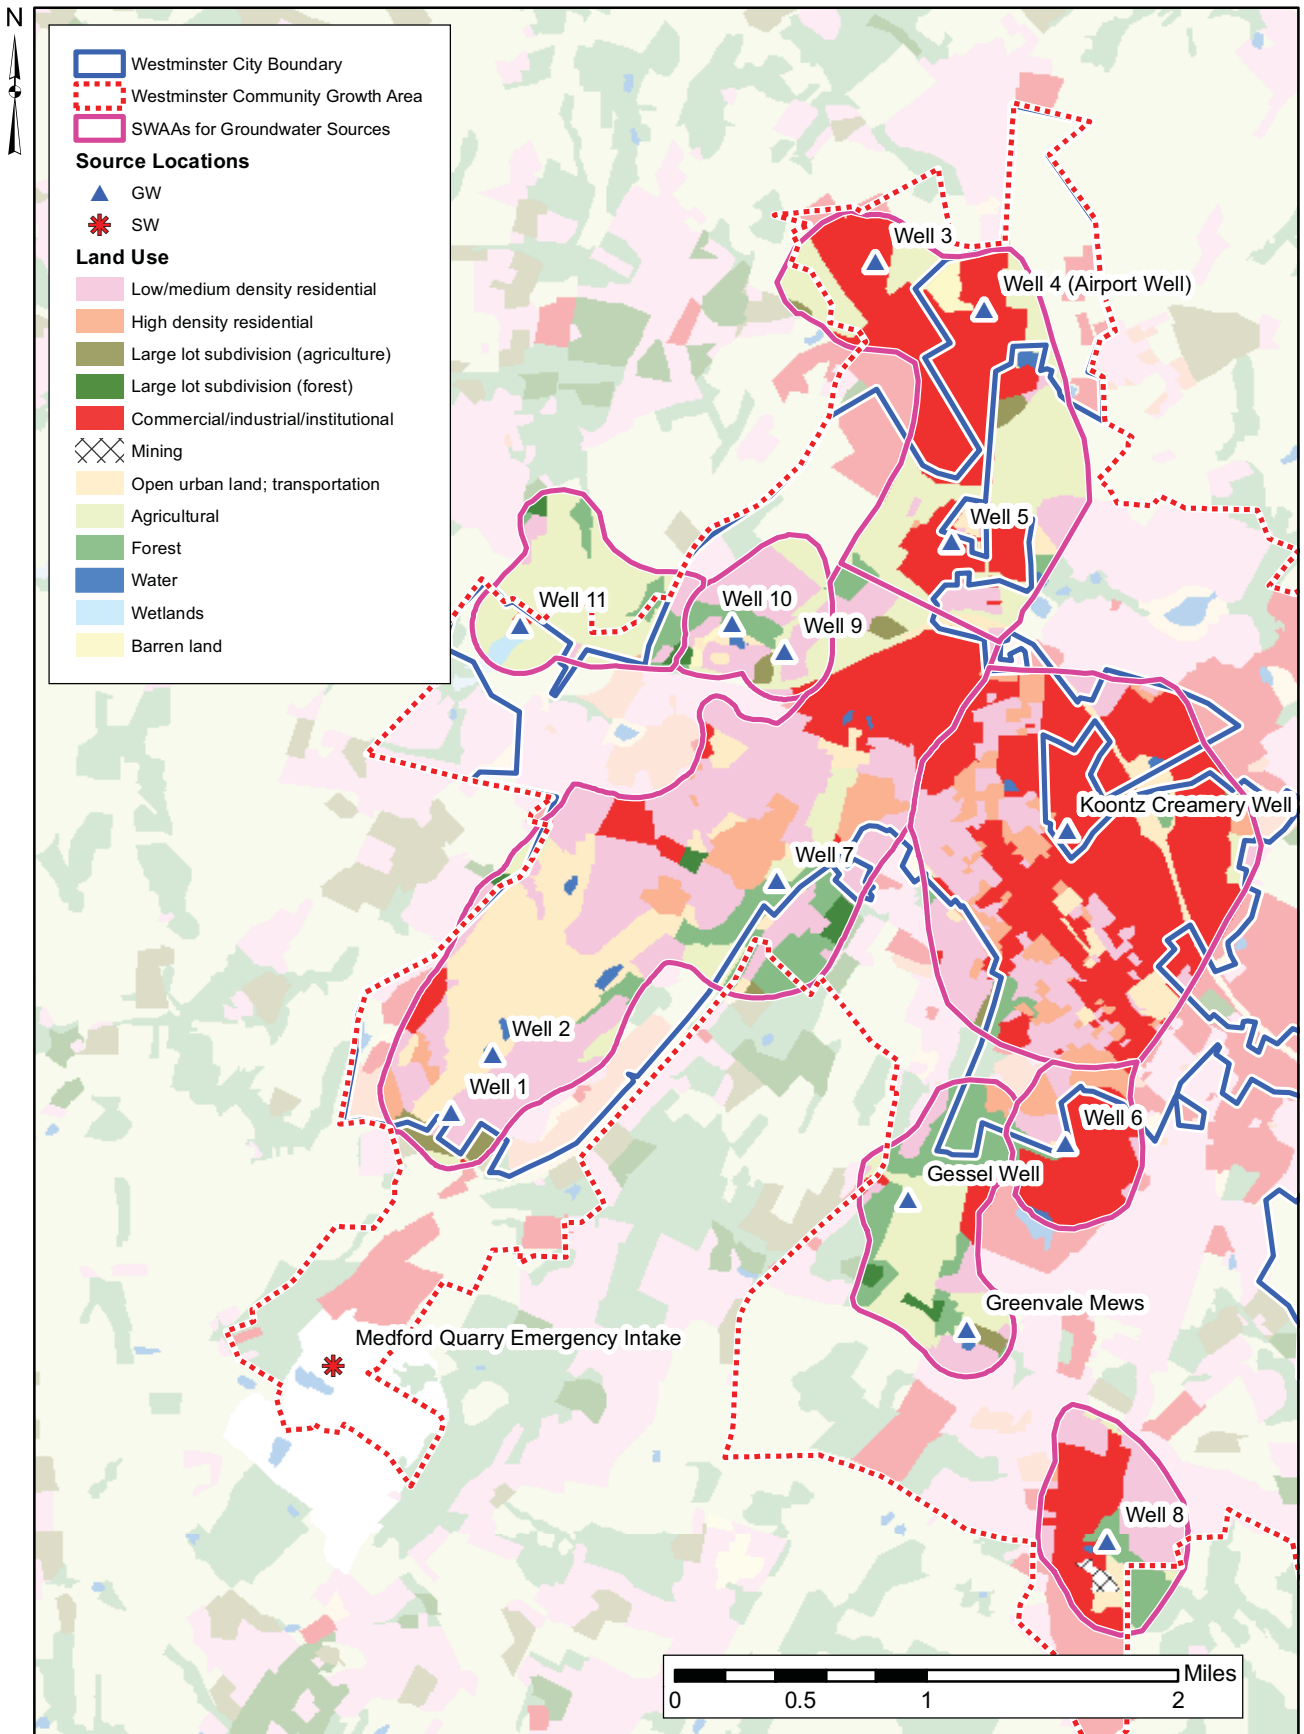 N
Westminster City Boundary
Westminster Community Growth Area
SWAAs for Groundwater Sources
Source Locations
GW
SW
Land Use
Low/medium density residential
High density residential
Large lot subdivision (agriculture)
Large lot subdivision (forest)
Commercial/industrial/institutional
Mining
Open urban land; transportation
Agricultural
Forest
Water
Wetlands
Barren land
Well 3
Well 4 (Airport Well)
Well 5
Well 11
Well 10
Well 9
Koontz Creamery Well
Well 7
Well 2
Well 1
Well 6
Gessel Well
Greenvale Mews
Medford Quarry Emergency Intake
Well 8
Miles
0 0.5 1 2